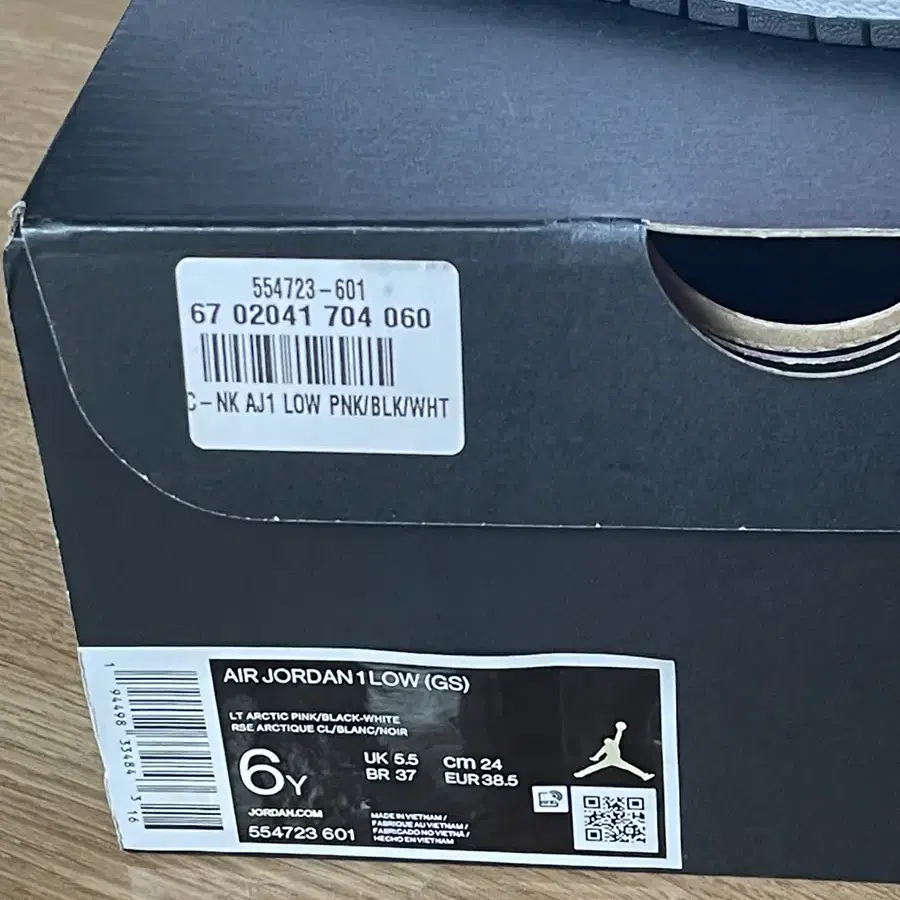 554723-601
67 02041 704 060
C-NK AJ1 LOW PNK/BLK/WHT
AIR JORDAN 1 LOW (GS)
LT ARCTIC PINK/BLACK-WHITE
RSE ARCTIQUE CL/BLANC/NOIR
6Y
UK 5.5 cm 24
BR 37 EUR 38.5
JORDAN.COM
554723 601
MADE IN VIETNAM /
FABRIQUE AU VIETNAM /
FABRICADO NO VIETNÃ /
HECHO EN VIETNAM
1 94498 33484 3 16